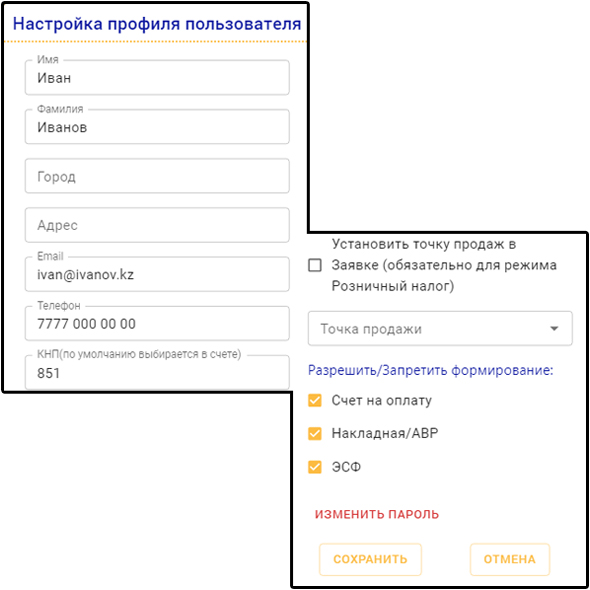 Настройка профиля пользователя
Имя
Иван
Фамилия
Иванов
Город
Адрес
Email
ivan@ivanov.kz
Телефон
7777 000 00 00
КНП(по умолчанию выбирается в счете)
851
Установить точку продаж в
Заявке (обязательно для режима
Розничный налог)
Точка продажи
Разрешить/Запретить формирование:
Счет на оплату
Накладная/АВР
ЭСФ
ИЗМЕНИТЬ ПАРОЛЬ
СОХРАНИТЬ
ОТМЕНА